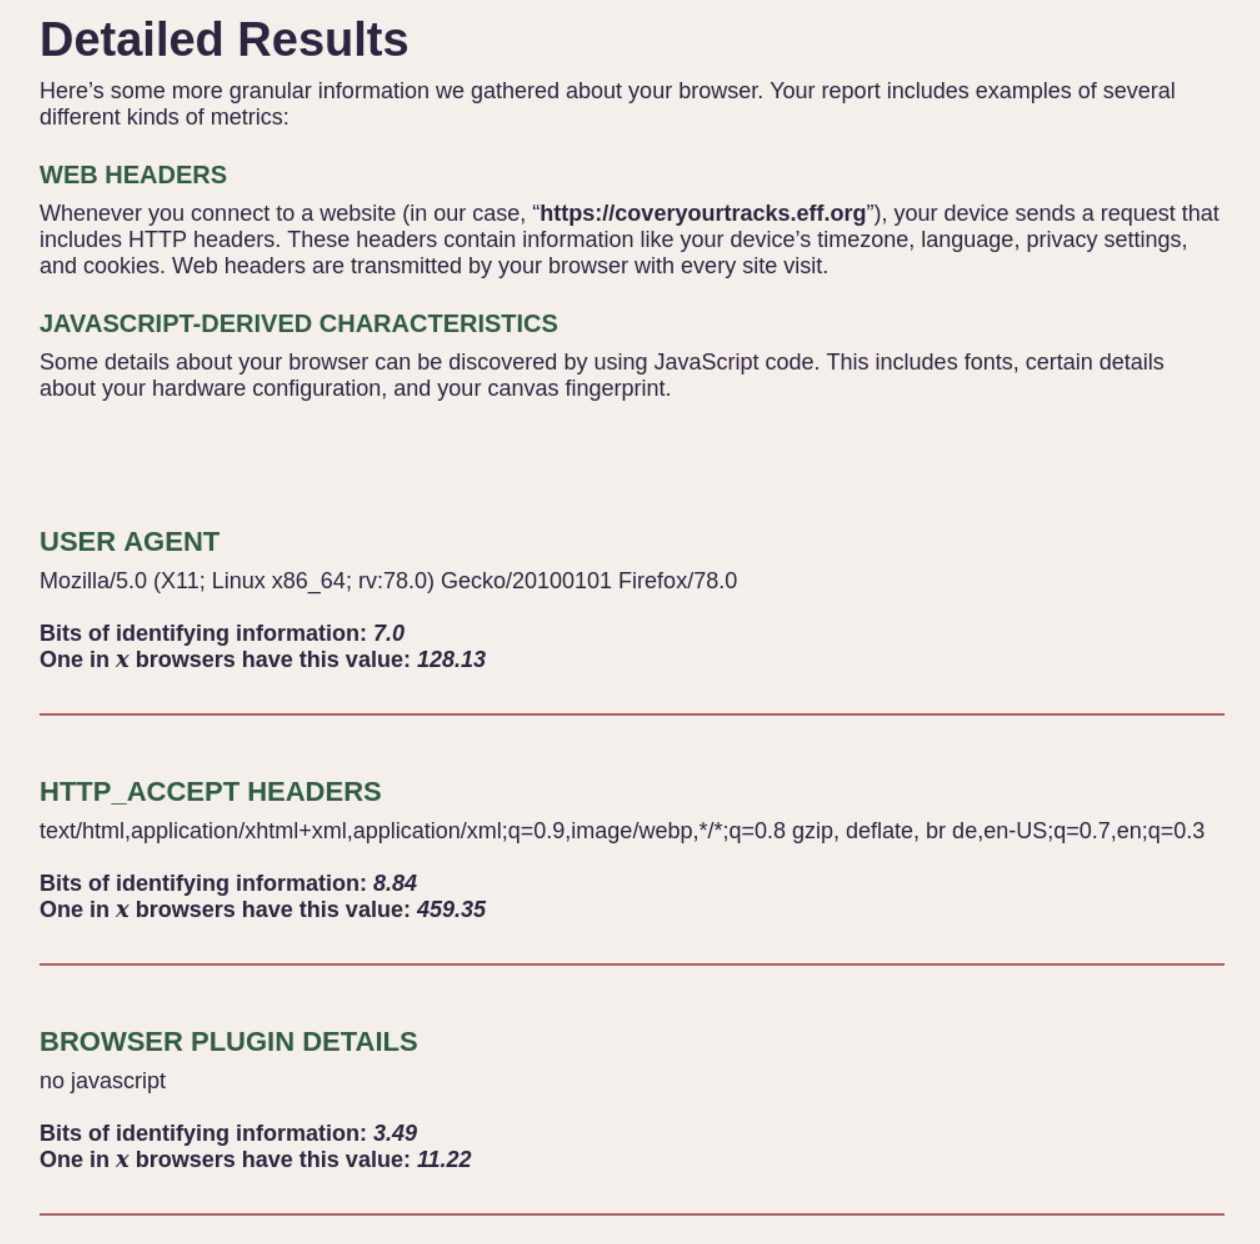 Detailed Results
Here’s some more granular information we gathered about your browser. Your report includes examples of several
different kinds of metrics:
WEB HEADERS
Whenever you connect to a website (in our case, “https://coveryourtracks.eff.org”), your device sends a request that
includes HTTP headers. These headers contain information like your device’s timezone, language, privacy settings,
and cookies. Web headers are transmitted by your browser with every site visit.
JAVASCRIPT-DERIVED CHARACTERISTICS
Some details about your browser can be discovered by using JavaScript code. This includes fonts, certain details
about your hardware configuration, and your canvas fingerprint.
USER AGENT
Mozilla/5.0 (X11; Linux x86_64; rv:78.0) Gecko/20100101 Firefox/78.0
Bits of identifying information: 7.0
One in x browsers have this value: 128.13
HTTP_ACCEPT HEADERS
text/html,application/xhtml+xml,application/xml;q=0.9,image/webp,*/*;q=0.8 gzip, deflate, br de,en-US;q=0.7,en;q=0.3
Bits of identifying information: 8.84
One in x browsers have this value: 459.35
BROWSER PLUGIN DETAILS
no javascript
Bits of identifying information: 3.49
One in x browsers have this value: 11.22